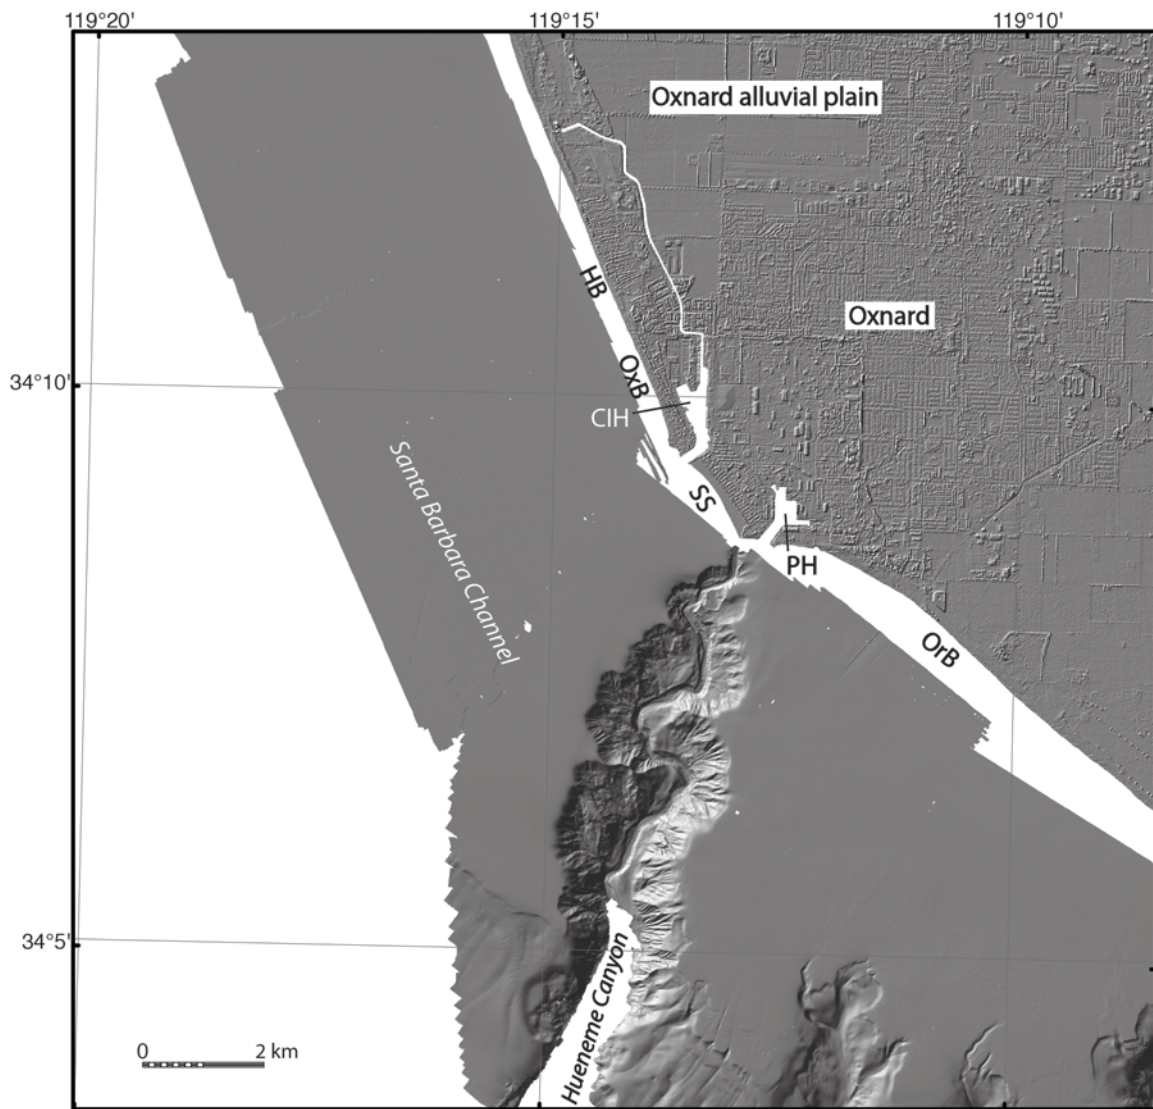 119°20'
119°15'
119°10'
Oxnard alluvial plain
HB
Oxnard
34°10'
OxB
CIH
SS
Santa Barbara Channel
PH
OrB
34°5'
Hueneme Canyon
0 2 km